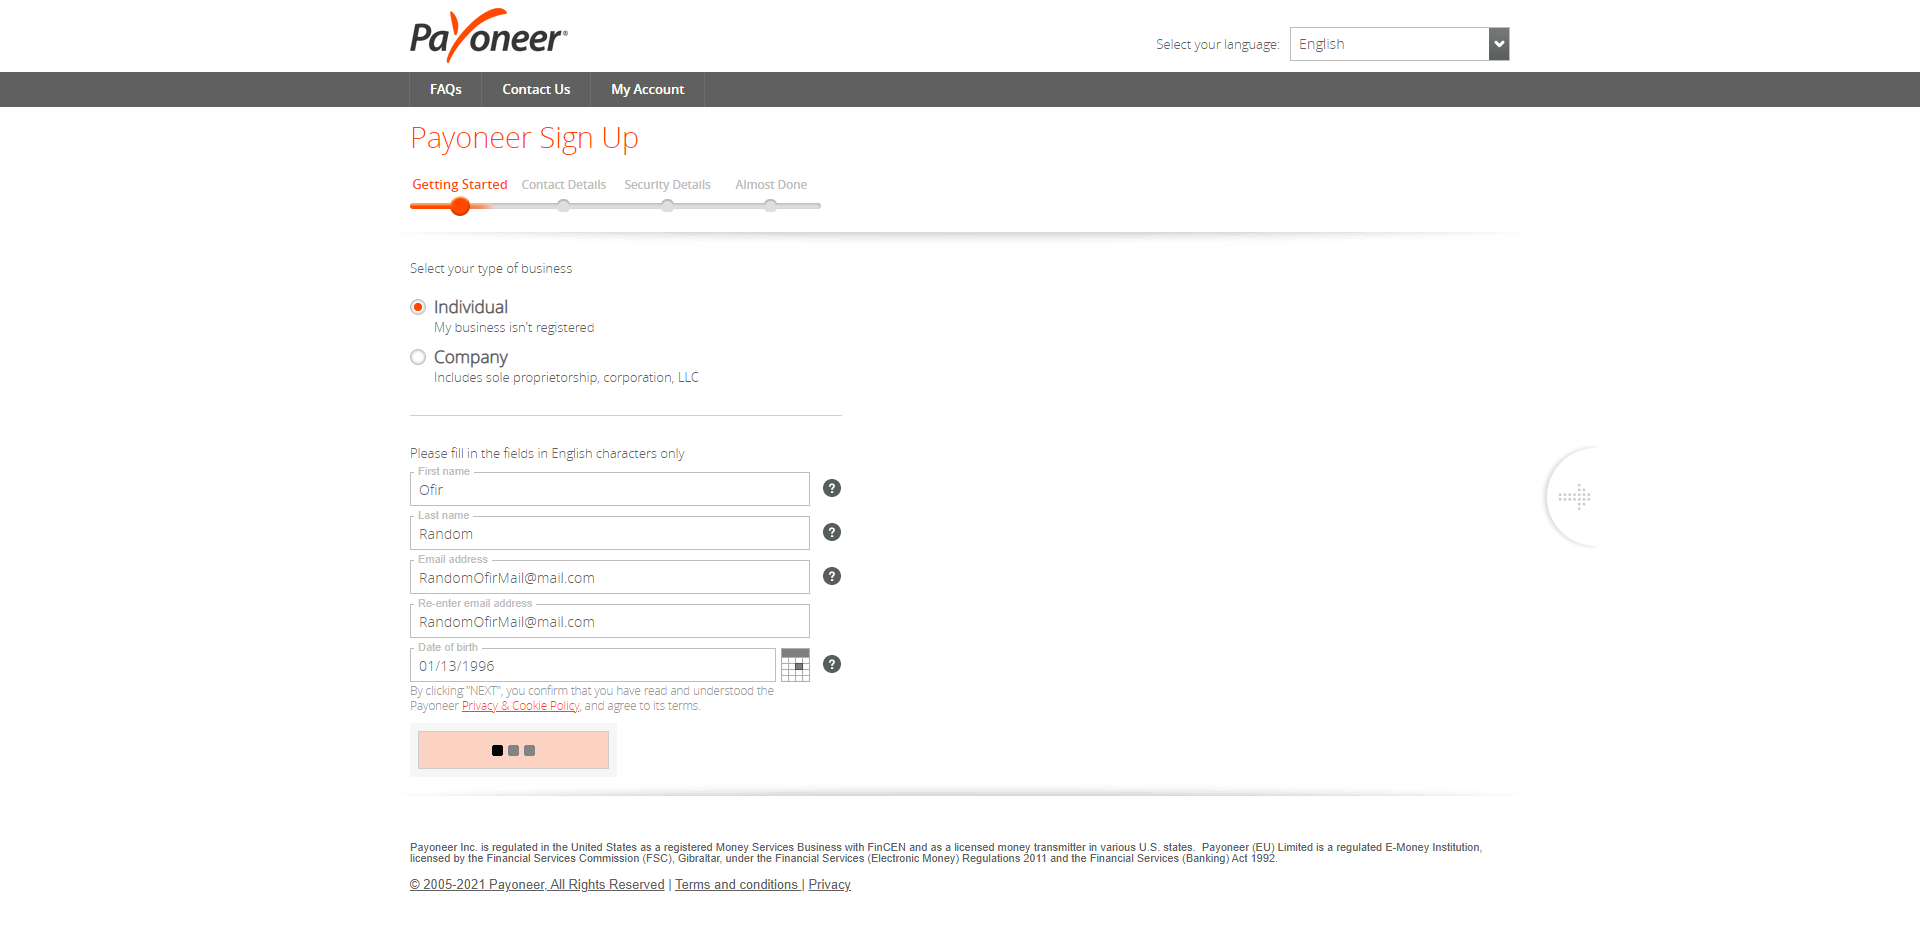 Payoneer®
Select your language:
English
FAQs
Contact Us
My Account
Payoneer Sign Up
Getting Started
Contact Details
Security Details
Almost Done
Select your type of business
Individual
My business isn't registered
Company
Includes sole proprietorship, corporation, LLC
Please fill in the fields in English characters only
First name
Ofir
?
Last name
Random
?
Email address
RandomOfirMail@mail.com
?
Re-enter email address
RandomOfirMail@mail.com
Date of birth
01/13/1996
?
By clicking "NEXT", you confirm that you have read and understood the
Payoneer Privacy & Cookie Policy, and agree to its terms.
Payoneer Inc. is regulated in the United States as a registered Money Services Business with FinCEN and as a licensed money transmitter in various U.S. states.  Payoneer (EU) Limited is a regulated E-Money Institution,
licensed by the Financial Services Commission (FSC), Gibraltar, under the Financial Services (Electronic Money) Regulations 2011 and the Financial Services (Banking) Act 1992.
© 2005-2021 Payoneer, All Rights Reserved | Terms and conditions | Privacy